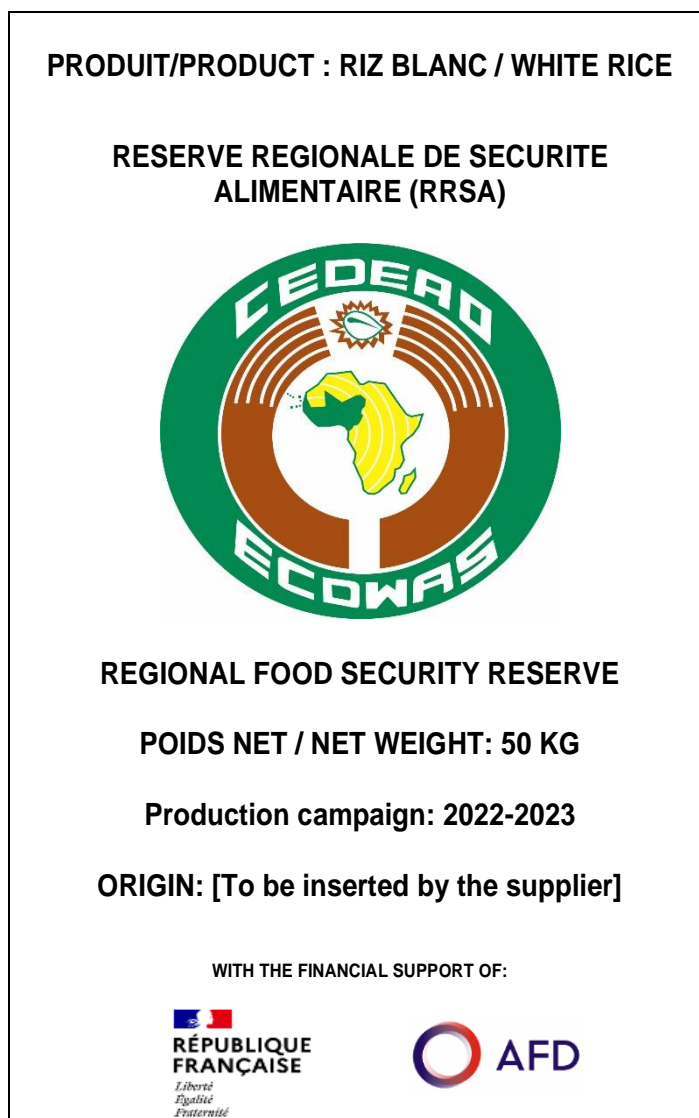 PRODUIT/PRODUCT : RIZ BLANC / WHITE RICE
RESERVE REGIONALE DE SECURITE
ALIMENTAIRE (RRSA)
CEDEAO
ECOWAS
REGIONAL FOOD SECURITY RESERVE
POIDS NET / NET WEIGHT: 50 KG
Production campaign: 2022-2023
ORIGIN: [To be inserted by the supplier]
WITH THE FINANCIAL SUPPORT OF:
RÉPUBLIQUE
FRANÇAISE
Liberté
Égalité
Fraternité
AFD